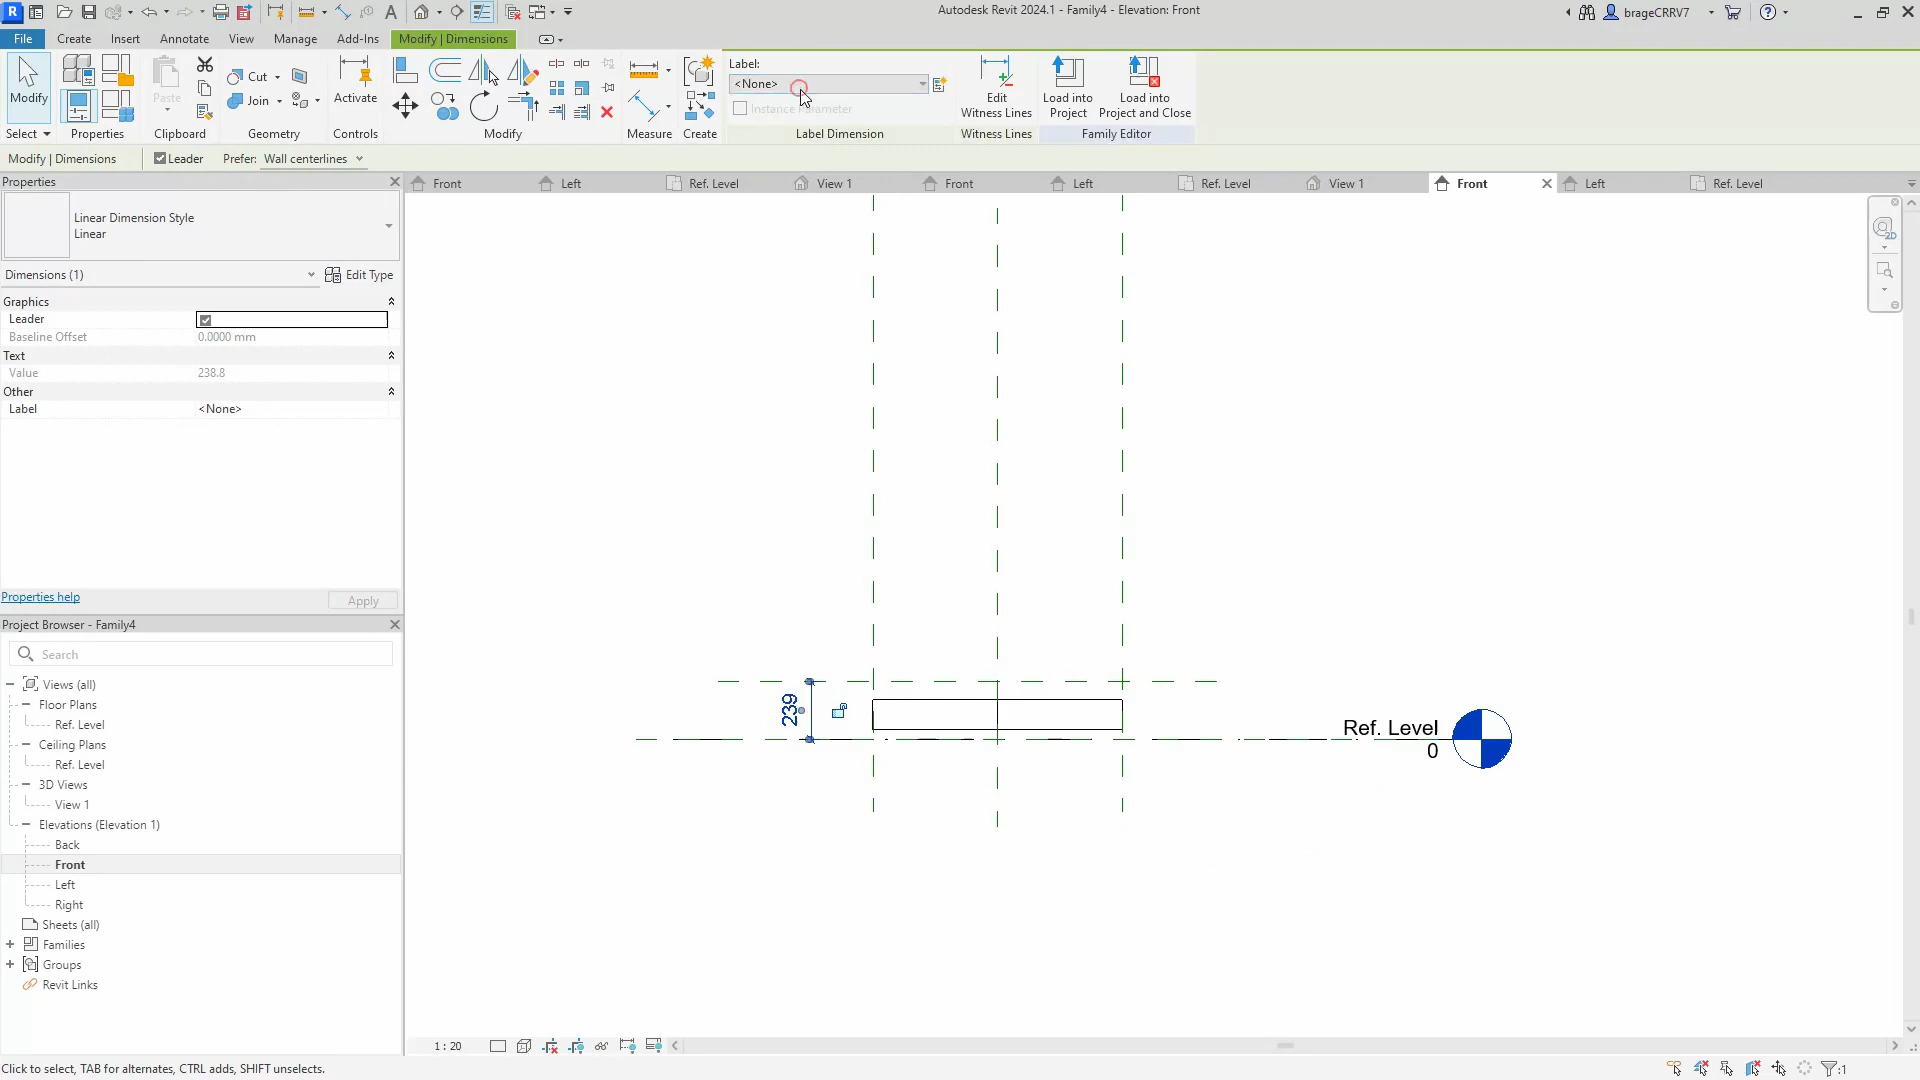 Autodesk Revit 2024.1 - Family4 - Elevation: Front
brageCRRV7
File
Create
Insert
Annotate
View
Manage
Add-Ins
Modify | Dimensions
Modify
Paste
Cut
Join
Activate
Label:
<None>
Instance Parameter
Edit
Witness Lines
Load into
Project
Load into
Project and Close
Select
Properties
Clipboard
Geometry
Controls
Modify
Measure
Create
Label Dimension
Witness Lines
Family Editor
Modify | Dimensions
Leader
Prefer: Wall centerlines
Properties
Front
Left
Ref. Level
View 1
Front
Left
Ref. Level
View 1
Front
Left
Ref. Level
Linear Dimension Style
Linear
Dimensions (1)
Edit Type
Graphics
Leader
Baseline Offset 0.0000 mm
Text
Value 238.8
Other
Label <None>
Properties help
Apply
Project Browser - Family4
Search
Views (all)
Floor Plans
Ref. Level
Ceiling Plans
Ref. Level
3D Views
View 1
Elevations (Elevation 1)
Back
Front
Left
Right
Sheets (all)
Families
Groups
Revit Links
239
Ref. Level
0
2D
1 : 20
Click to select, TAB for alternates, CTRL adds, SHIFT unselects.
:1